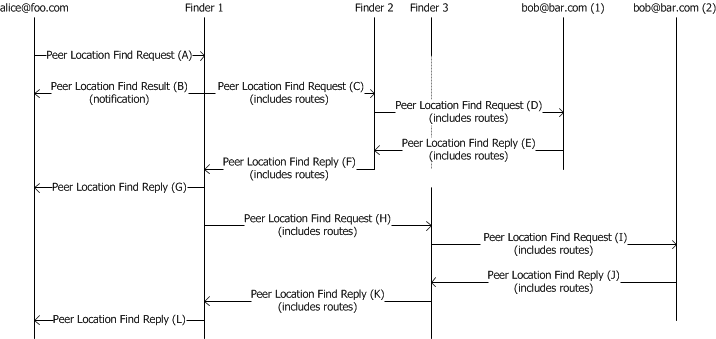 alice@foo.com Finder 1 Finder 2 Finder 3 bob@bar.com (1) bob@bar.com (2)
Peer Location Find Request (A)
Peer Location Find Result (B) Peer Location Find Request (C)
(notification) (includes routes)
Peer Location Find Request (D)
(includes routes)
Peer Location Find Reply (E)
(includes routes)
Peer Location Find Reply (F)
(includes routes)
Peer Location Find Reply (G)
Peer Location Find Request (H)
(includes routes)
Peer Location Find Request (I)
(includes routes)
Peer Location Find Reply (J)
(includes routes)
Peer Location Find Reply (K)
(includes routes)
Peer Location Find Reply (L)